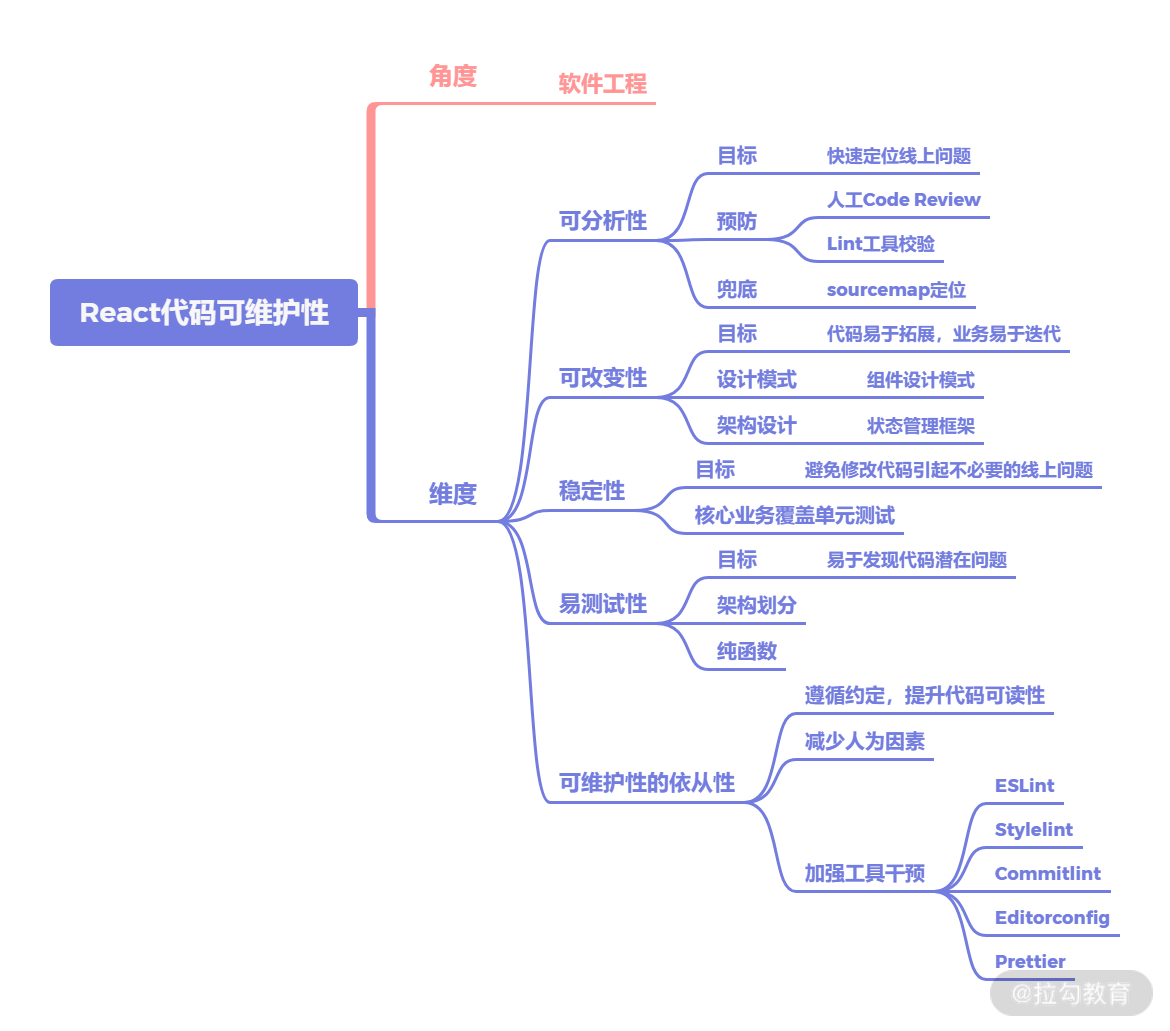 React代码可维护性
角度
软件工程
维度
可分析性
目标
快速定位线上问题
预防
人工Code Review
Lint工具校验
兜底
sourcemap定位
可改变性
目标
代码易于拓展，业务易于迭代
设计模式
组件设计模式
架构设计
状态管理框架
稳定性
目标
避免修改代码引起不必要的线上问题
核心业务覆盖单元测试
易测试性
目标
易于发现代码潜在问题
架构划分
纯函数
可维护性的依从性
遵循约定，提升代码可读性
减少人为因素
加强工具干预
ESLint
Stylelint
Commitlint
Editorconfig
Prettier
@拉勾教育